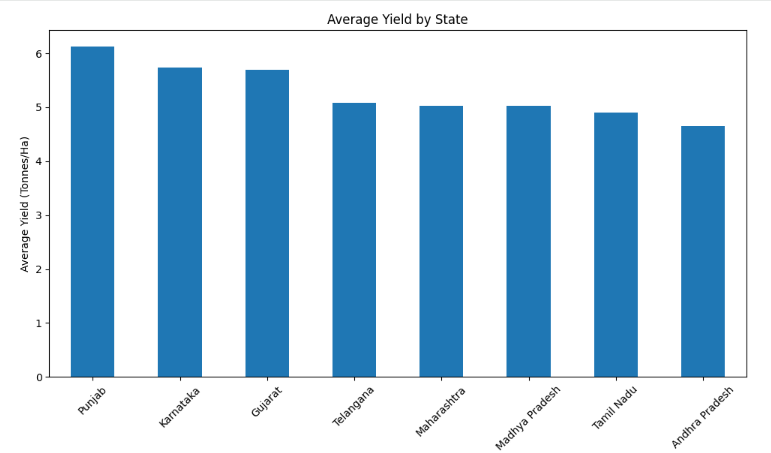 Average Yield by State
Average Yield (Tonnes/Ha)
6
5
4
3
2
1
0
Punjab
Karnataka
Gujarat
Telangana
Maharashtra
Madhya Pradesh
Tamil Nadu
Andhra Pradesh